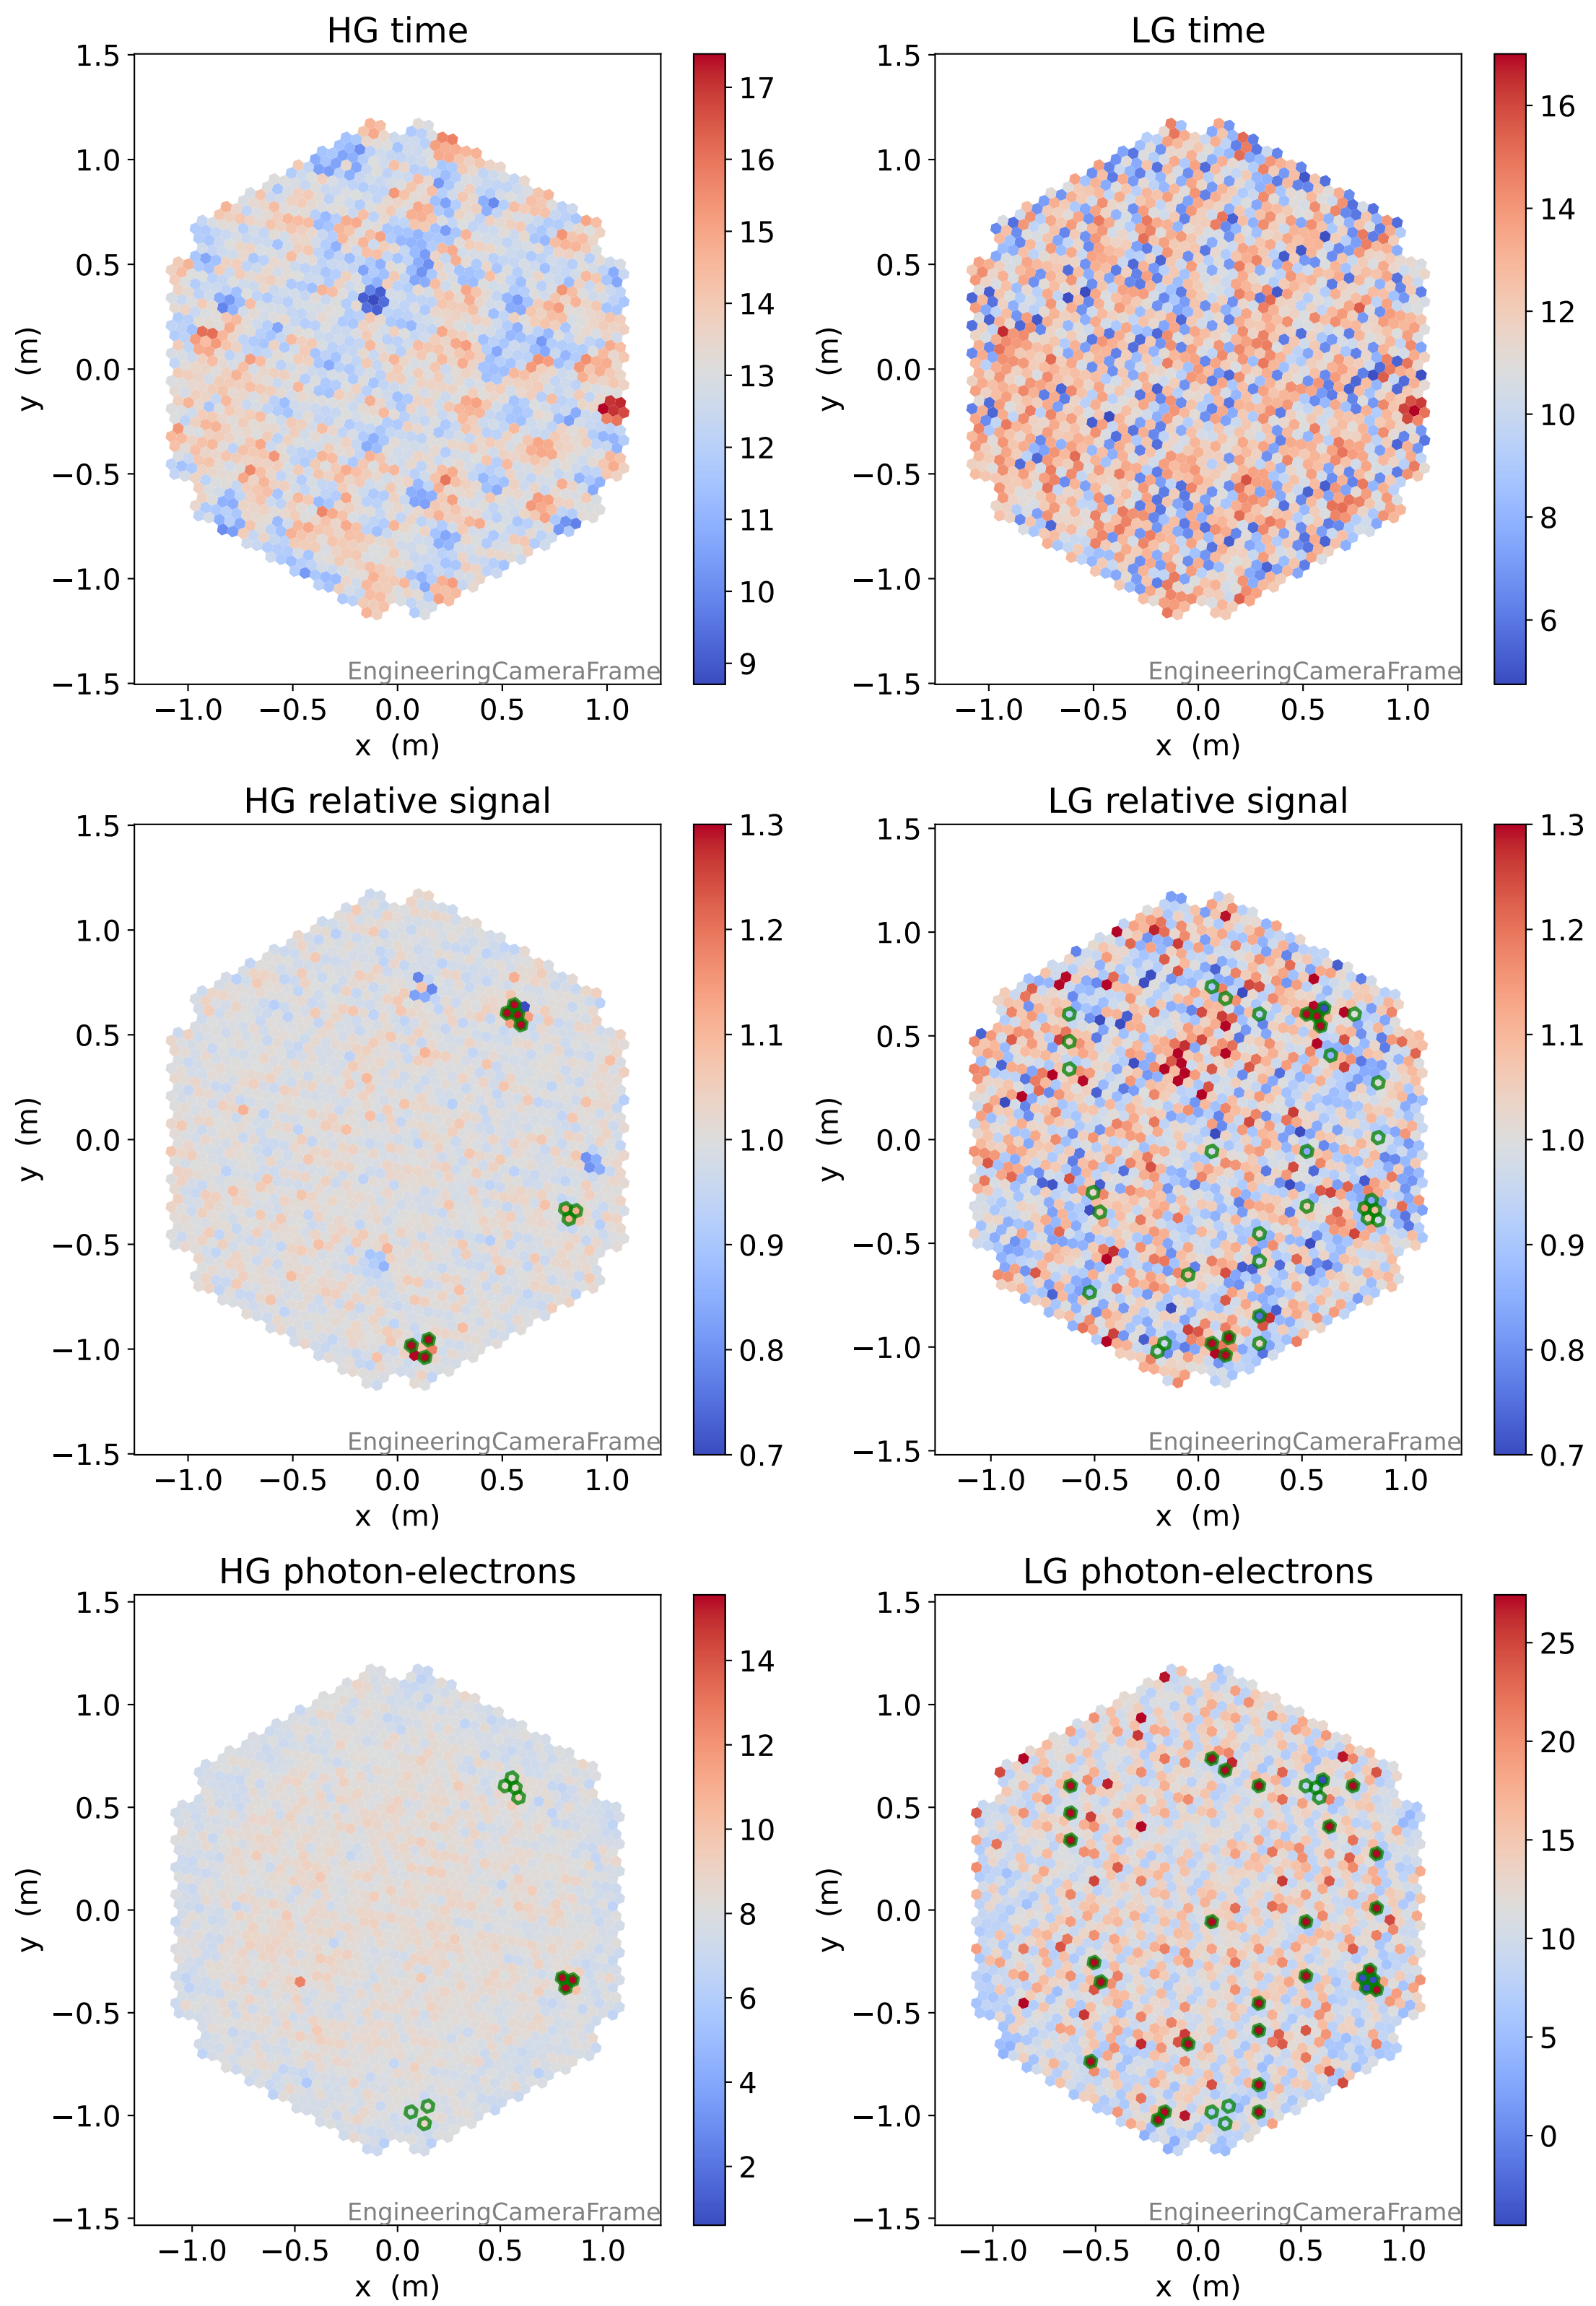 HG time
1.5
1.0
0.5
0.0
−0.5
−1.0
−1.5
y (m)
−1.0 −0.5 0.0 0.5 1.0
x (m)
EngineeringCameraFrame
17
16
15
14
13
12
11
10
9
LG time
1.5
1.0
0.5
0.0
−0.5
−1.0
−1.5
y (m)
−1.0 −0.5 0.0 0.5 1.0
x (m)
EngineeringCameraFrame
16
14
12
10
8
6
HG relative signal
1.5
1.0
0.5
0.0
−0.5
−1.0
−1.5
y (m)
−1.0 −0.5 0.0 0.5 1.0
x (m)
EngineeringCameraFrame
1.3
1.2
1.1
1.0
0.9
0.8
0.7
LG relative signal
1.5
1.0
0.5
0.0
−0.5
−1.0
−1.5
y (m)
−1.0 −0.5 0.0 0.5 1.0
x (m)
EngineeringCameraFrame
1.3
1.2
1.1
1.0
0.9
0.8
0.7
HG photon-electrons
1.5
1.0
0.5
0.0
−0.5
−1.0
−1.5
y (m)
−1.0 −0.5 0.0 0.5 1.0
x (m)
EngineeringCameraFrame
14
12
10
8
6
4
2
LG photon-electrons
1.5
1.0
0.5
0.0
−0.5
−1.0
−1.5
y (m)
−1.0 −0.5 0.0 0.5 1.0
x (m)
EngineeringCameraFrame
25
20
15
10
5
0